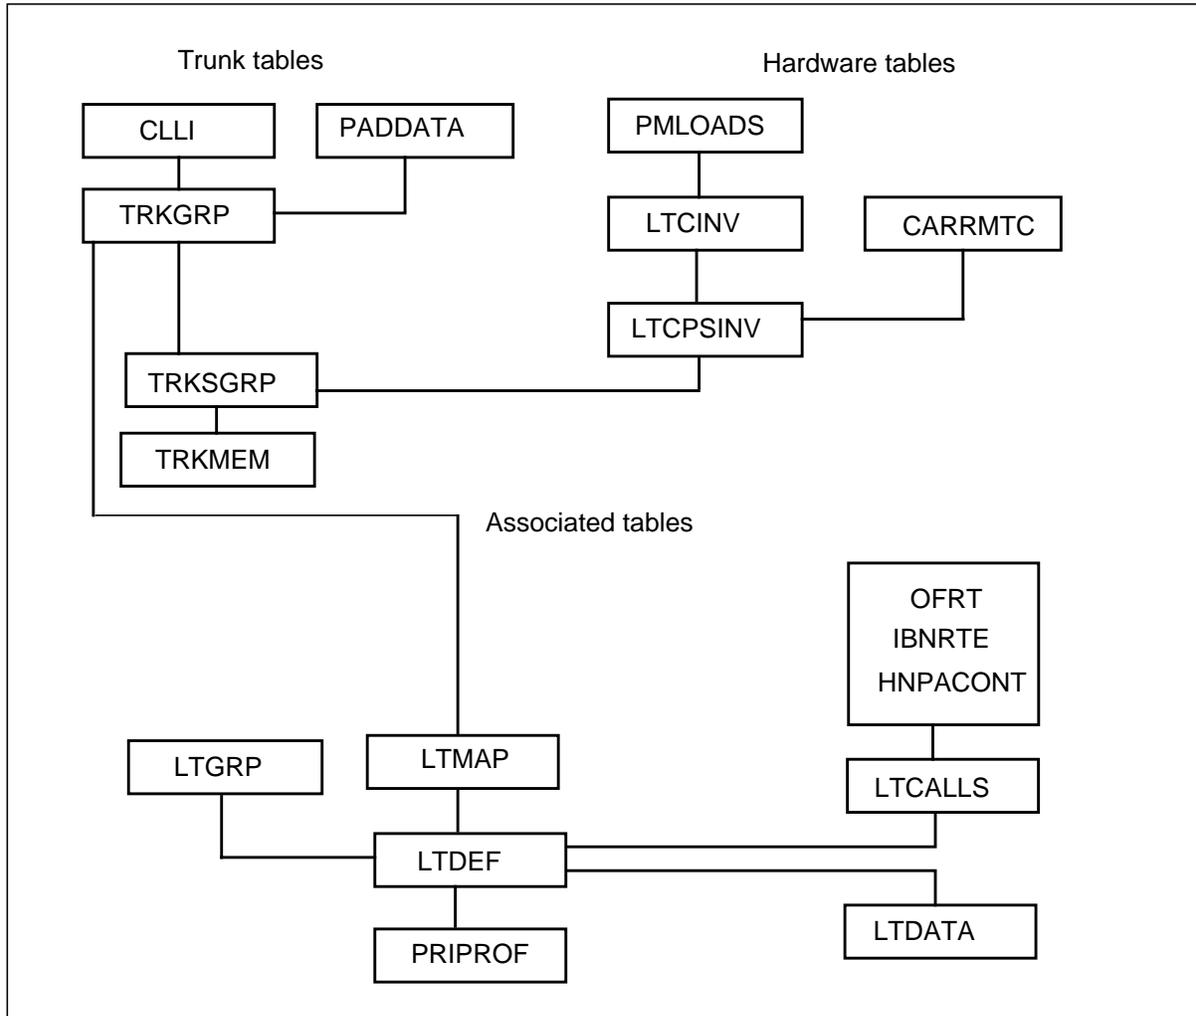 Trunk tables
Hardware tables
CLLI
PADDATA
PMLOADS
TRKGRP
LTCINV
CARRMTC
LTCPSINV
TRKSGRP
TRKMEM
Associated tables
OFRT
IBNRTE
HNPACONT
LTGRP
LTMAP
LTCALLS
LTDEF
LTDATA
PRIPROF